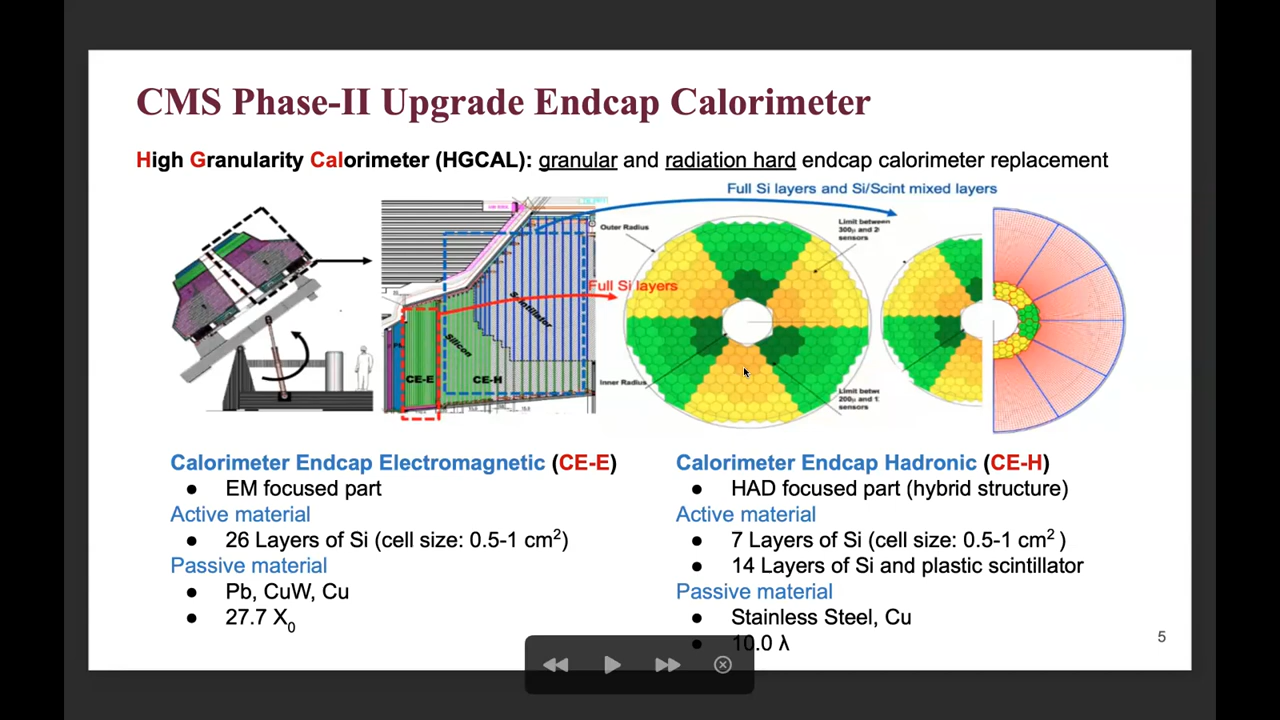 CMS Phase-II Upgrade Endcap Calorimeter
High Granularity Calorimeter (HGCAL): granular and radiation hard endcap calorimeter replacement
Full Si layers and Si/Scint mixed layers
Outer Radius
Limit between
300μ and 2
sensors
Full Si layers
Scintillator
Silicon
CE-E
CE-H
Inner Radius
Limit betwe
200μ and 1
sensors
Calorimeter Endcap Electromagnetic (CE-E)
● EM focused part
Active material
● 26 Layers of Si (cell size: 0.5-1 cm²)
Passive material
● Pb, CuW, Cu
● 27.7 X₀
Calorimeter Endcap Hadronic (CE-H)
● HAD focused part (hybrid structure)
Active material
● 7 Layers of Si (cell size: 0.5-1 cm² )
● 14 Layers of Si and plastic scintillator
Passive material
● Stainless Steel, Cu
● 10.0 λ
5